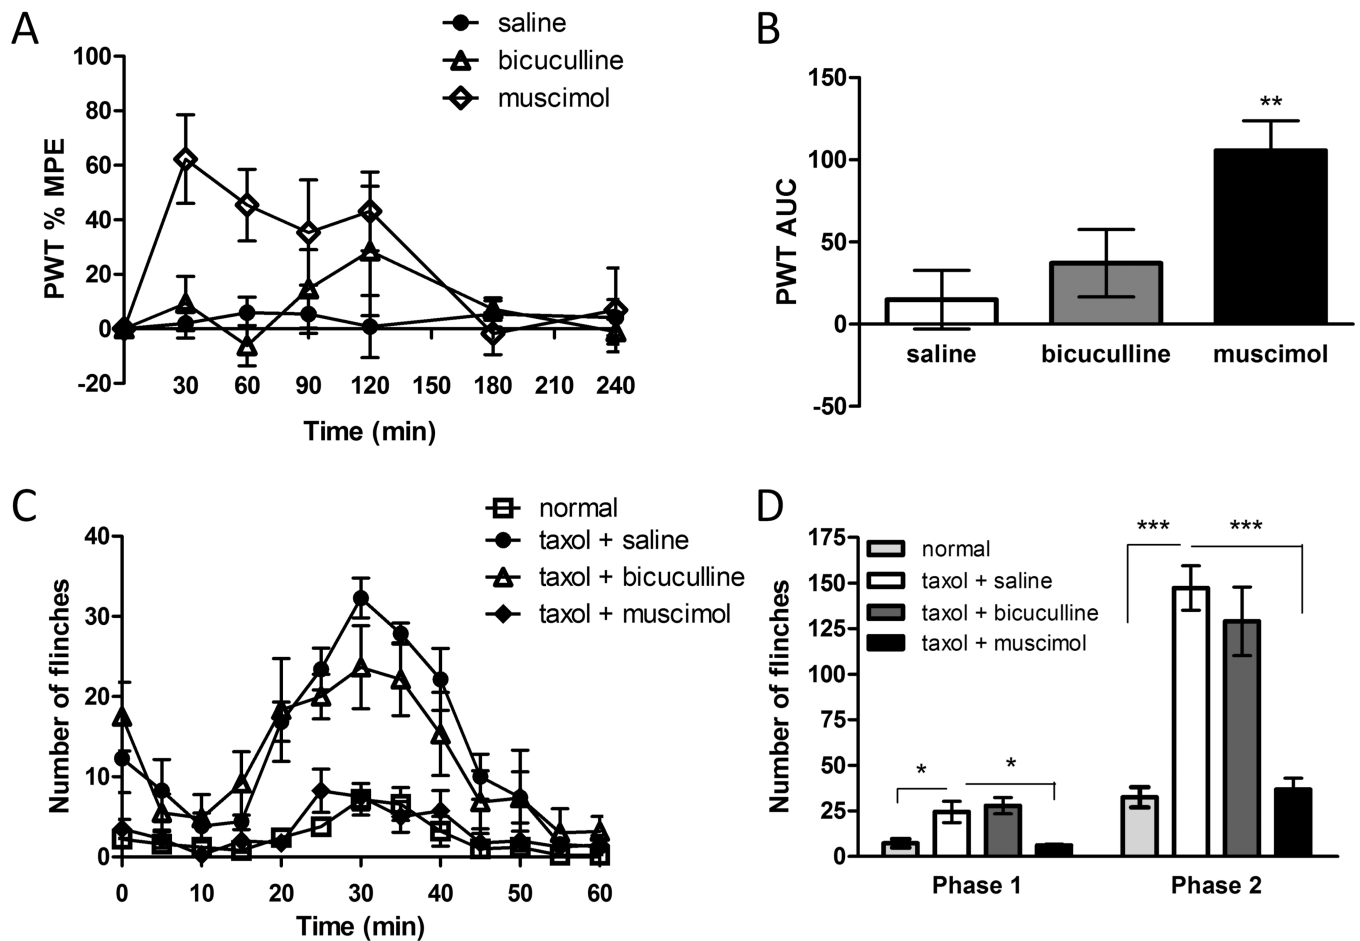 A
saline
bicuculline
muscimol
PWT % MPE
100
80
60
40
20
0
-20
30 60 90 120 150 180 210 240
Time (min)
B
PWT AUC
150
100
50
0
-50
**
saline bicuculline muscimol
C
normal
taxol + saline
taxol + bicuculline
taxol + muscimol
Number of flinches
40
30
20
10
0
0 10 20 30 40 50 60
Time (min)
D
normal
taxol + saline
taxol + bicuculline
taxol + muscimol
Number of flinches
175
150
125
100
75
50
25
0
* *
*** ***
Phase 1 Phase 2